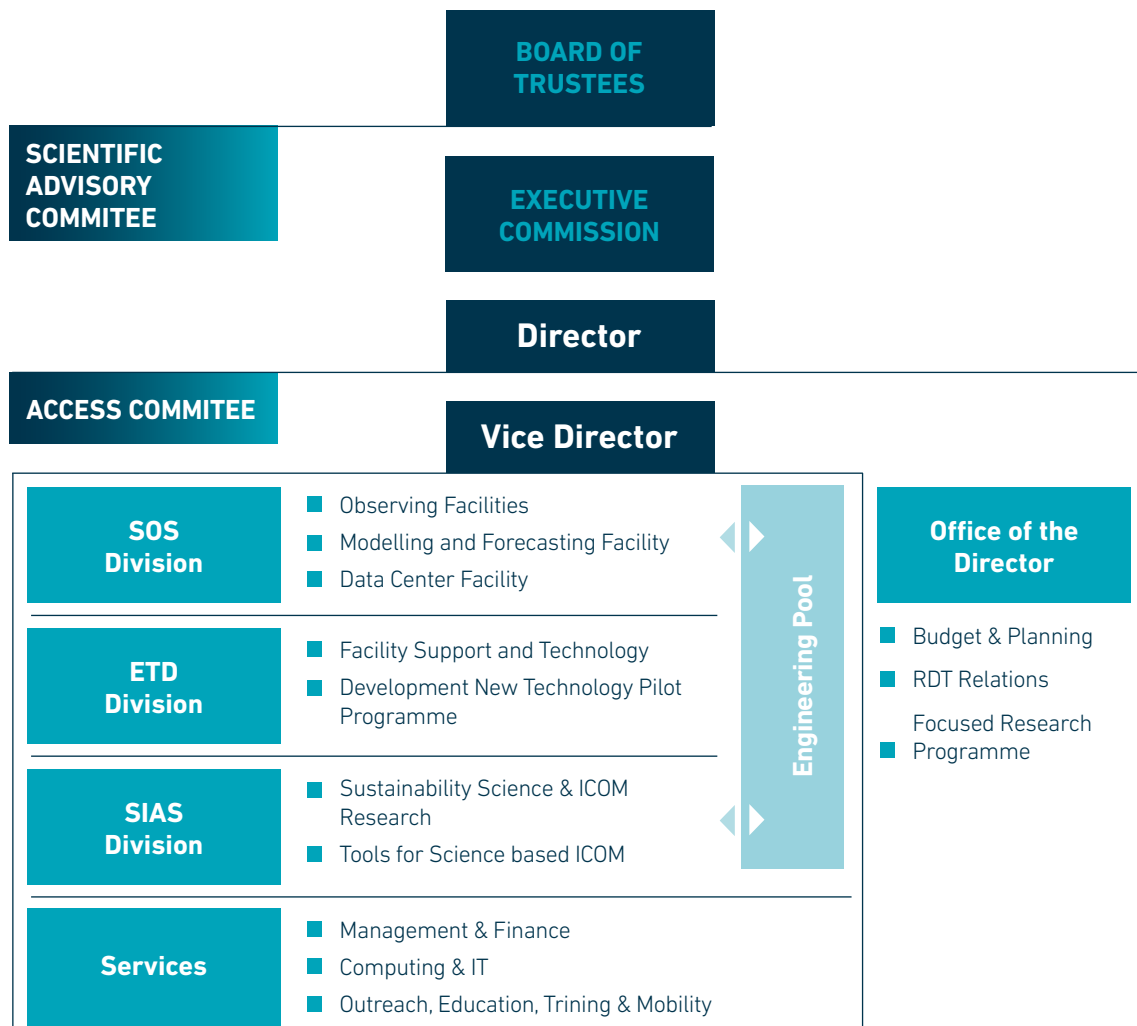 BOARD OF
TRUSTEES
SCIENTIFIC
ADVISORY
COMMITEE
EXECUTIVE
COMMISSION
Director
ACCESS COMMITEE
Vice Director
SOS
Division
Observing Facilities
Modelling and Forecasting Facility
Data Center Facility
ETD
Division
Facility Support and Technology
Development New Technology Pilot
Programme
SIAS
Division
Sustainability Science & ICOM
Research
Tools for Science based ICOM
Services
Management & Finance
Computing & IT
Outreach, Education, Trining & Mobility
Engineering Pool
Office of the
Director
Budget & Planning
RDT Relations
Focused Research
Programme